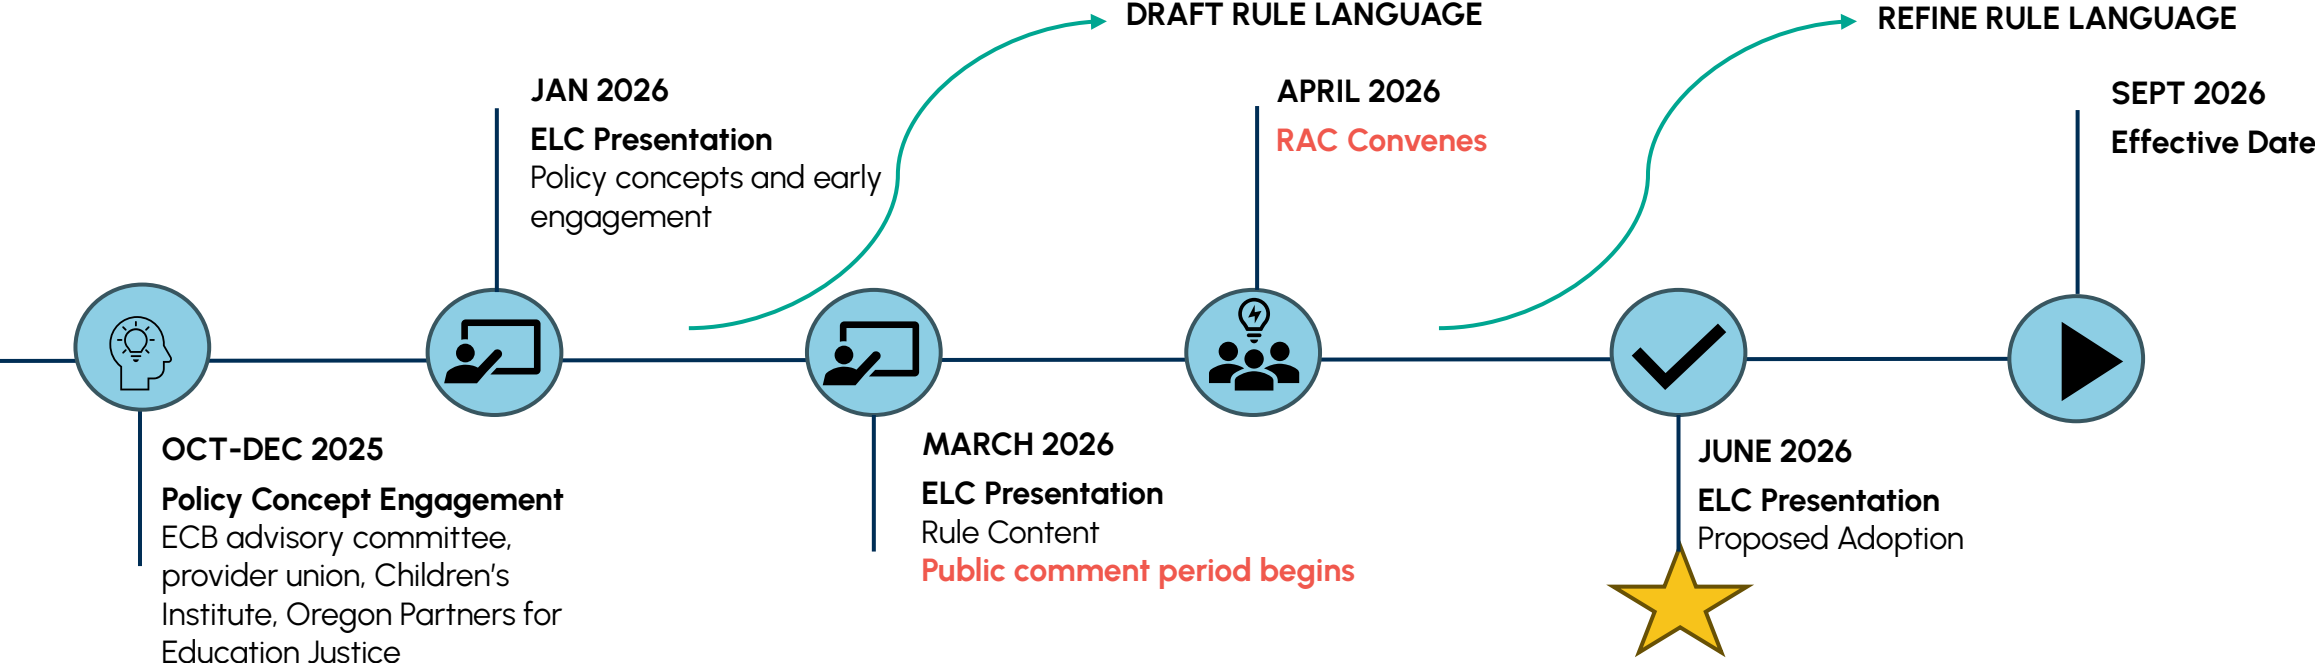 DRAFT RULE LANGUAGE
REFINE RULE LANGUAGE
JAN 2026
ELC Presentation
Policy concepts and early
engagement
APRIL 2026
RAC Convenes
SEPT 2026
Effective Date
OCT-DEC 2025
Policy Concept Engagement
ECB advisory committee,
provider union, Children’s
Institute, Oregon Partners for
Education Justice
MARCH 2026
ELC Presentation
Rule Content
Public comment period begins
JUNE 2026
ELC Presentation
Proposed Adoption